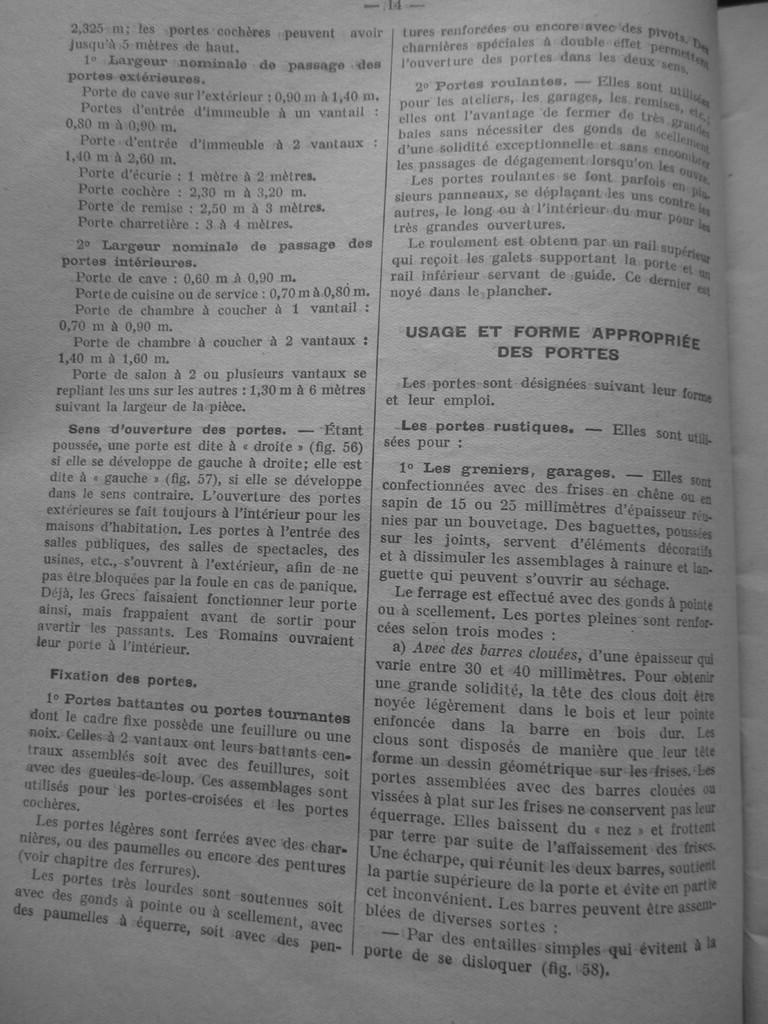 — 14 —
2,325 m; les portes cochères peuvent avoir
jusqu'à 5 mètres de haut.
1º Largeur nominale de passage des
portes extérieures.
Porte de cave sur l'extérieur : 0,90 m à 1,40 m.
Portes d'entrée d'immeuble à un vantail :
0,80 m à 0,90 m.
Porte d'entrée d'immeuble à 2 vantaux :
1,40 m à 2,60 m.
Porte d'écurie : 1 mètre à 2 mètres.
Porte cochère : 2,30 m à 3,20 m.
Porte de remise : 2,50 m à 3 mètres.
Porte charretière : 3 à 4 mètres.
2º Largeur nominale de passage des
portes intérieures.
Porte de cave : 0,60 m à 0,90 m.
Porte de cuisine ou de service : 0,70 m à 0,80 m.
Porte de chambre à coucher à 1 vantail :
0,70 m à 0,90 m.
Porte de chambre à coucher à 2 vantaux :
1,40 m à 1,60 m.
Porte de salon à 2 ou plusieurs vantaux se
repliant les uns sur les autres : 1,30 m à 6 mètres
suivant la largeur de la pièce.
Sens d'ouverture des portes. — Étant
poussée, une porte est dite à « droite » (fig. 56)
si elle se développe de gauche à droite; elle est
dite à « gauche » (fig. 57), si elle se développe
dans le sens contraire. L'ouverture des portes
extérieures se fait toujours à l'intérieur pour les
maisons d'habitation. Les portes à l'entrée des
salles publiques, des salles de spectacles, des
usines, etc., s'ouvrent à l'extérieur, afin de ne
pas être bloquées par la foule en cas de panique.
Déjà, les Grecs faisaient fonctionner leur porte
ainsi, mais frappaient avant de sortir pour
avertir les passants. Les Romains ouvraient
leur porte à l'intérieur.
Fixation des portes.
1º Portes battantes ou portes tournantes
dont le cadre fixe possède une feuillure ou une
noix. Celles à 2 vantaux ont leurs battants cen-
traux assemblés soit avec des feuillures, soit
avec des gueules-de-loup. Ces assemblages sont
utilisés pour les portes-croisées et les portes
cochères.
Les portes légères sont ferrées avec des char-
nières, ou des paumelles ou encore des pentures
(voir chapitre des ferrures).
Les portes très lourdes sont soutenues soit
avec des gonds à pointe ou à scellement, avec
des paumelles à équerre, soit avec des pen-
tures renforcées ou encore avec des pivots. Des
charnières spéciales à double effet permettent
l'ouverture des portes dans les deux sens.
2º Portes roulantes. — Elles sont utilisées
pour les ateliers, les garages, les remises, etc.;
elles ont l'avantage de fermer de très grandes
baies sans nécessiter des gonds de scellement
d'une solidité exceptionnelle et sans encombrer
les passages de dégagement lorsqu'on les ouvre.
Les portes roulantes se font parfois en plu-
sieurs panneaux, se déplaçant les uns contre les
autres, le long ou à l'intérieur du mur pour les
très grandes ouvertures.
Le roulement est obtenu par un rail supérieur
qui reçoit les galets supportant la porte et un
rail inférieur servant de guide. Ce dernier est
noyé dans le plancher.
USAGE ET FORME APPROPRIÉE
DES PORTES
Les portes sont désignées suivant leur forme
et leur emploi.
Les portes rustiques. — Elles sont utili-
sées pour :
1º Les greniers, garages. — Elles sont
confectionnées avec des frises en chêne ou en
sapin de 15 ou 25 millimètres d'épaisseur réu-
nies par un bouvetage. Des baguettes, poussées
sur les joints, servent d'éléments décoratifs
et à dissimuler les assemblages à rainure et lan-
guette qui peuvent s'ouvrir au séchage.
Le ferrage est effectué avec des gonds à pointe
ou à scellement. Les portes pleines sont renfor-
cées selon trois modes :
a) Avec des barres clouées, d'une épaisseur qui
varie entre 30 et 40 millimètres. Pour obtenir
une grande solidité, la tête des clous doit être
noyée légèrement dans le bois et leur pointe
enfoncée dans la barre en bois dur. Les
clous sont disposés de manière que leur tête
forme un dessin géométrique sur les frises. Les
portes assemblées avec des barres clouées ou
vissées à plat sur les frises ne conservent pas leur
équerrage. Elles baissent du « nez » et frottent
par terre par suite de l'affaissement des frises.
Une écharpe, qui réunit les deux barres, soutient
la partie supérieure de la porte et évite en partie
cet inconvénient. Les barres peuvent être assem-
blées de diverses sortes :
— Par des entailles simples qui évitent à la
porte de se disloquer (fig. 58).